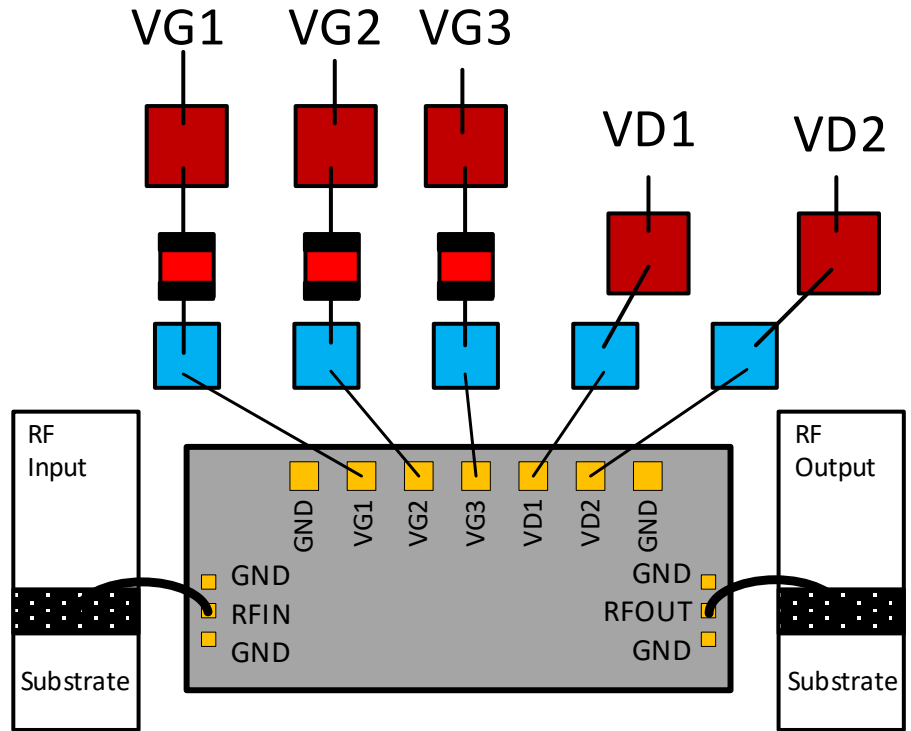 VG1
VG2
VG3
VD1
VD2
RF
Input
RF
Output
GND
VG1
VG2
VG3
VD1
VD2
GND
GND
RFIN
GND
GND
RFOUT
GND
Substrate
Substrate